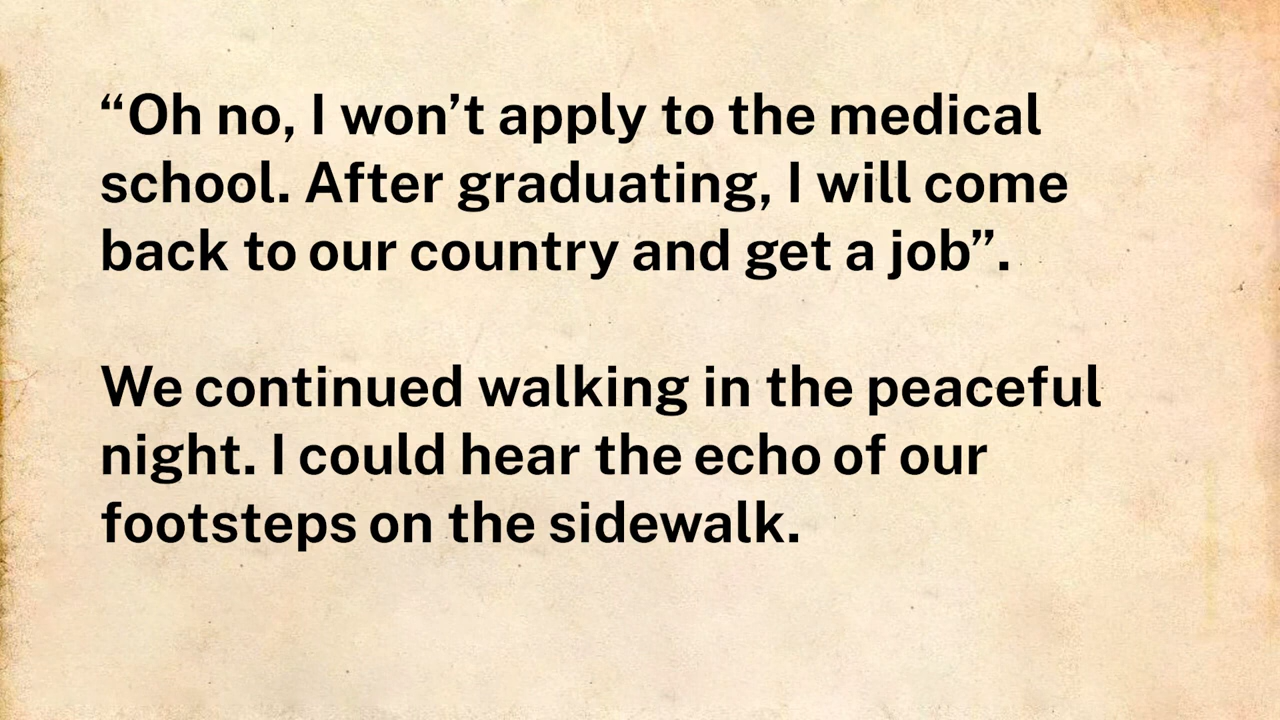 “Oh no, I won’t apply to the medical
school. After graduating, I will come
back to our country and get a job”.
We continued walking in the peaceful
night. I could hear the echo of our
footsteps on the sidewalk.